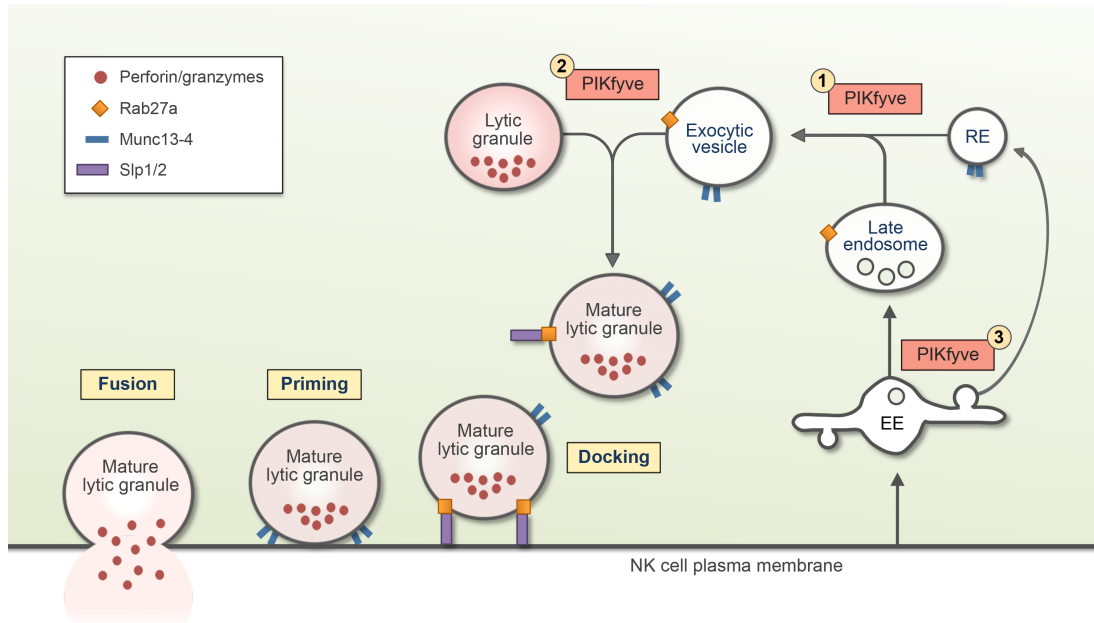 Perforin/granzymes
Rab27a
Munc13-4
Slp1/2
2
PIKfyve
1
PIKfyve
Lytic
granule
Exocytic
vesicle
RE
Late
endosome
Mature
lytic granule
3
PIKfyve
EE
Fusion
Priming
Docking
Mature
lytic granule
Mature
lytic granule
Mature
lytic granule
NK cell plasma membrane